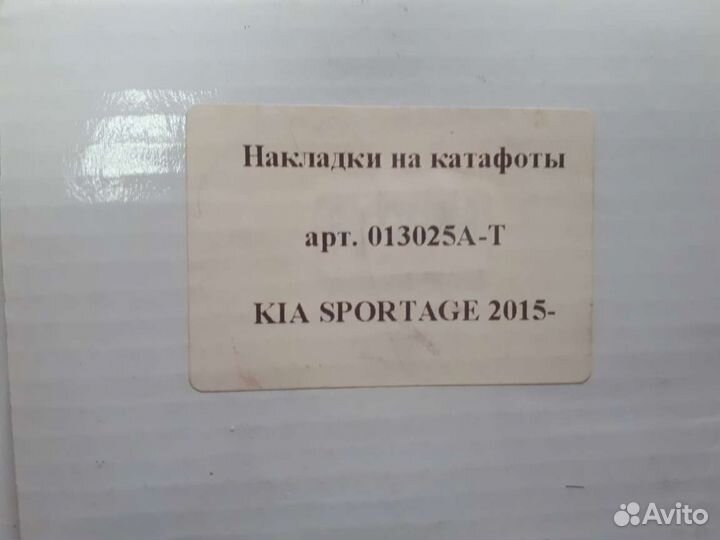 Накладки на катафоты
арт. 013025А-Т
KIA SPORTAGE 2015-
Avito